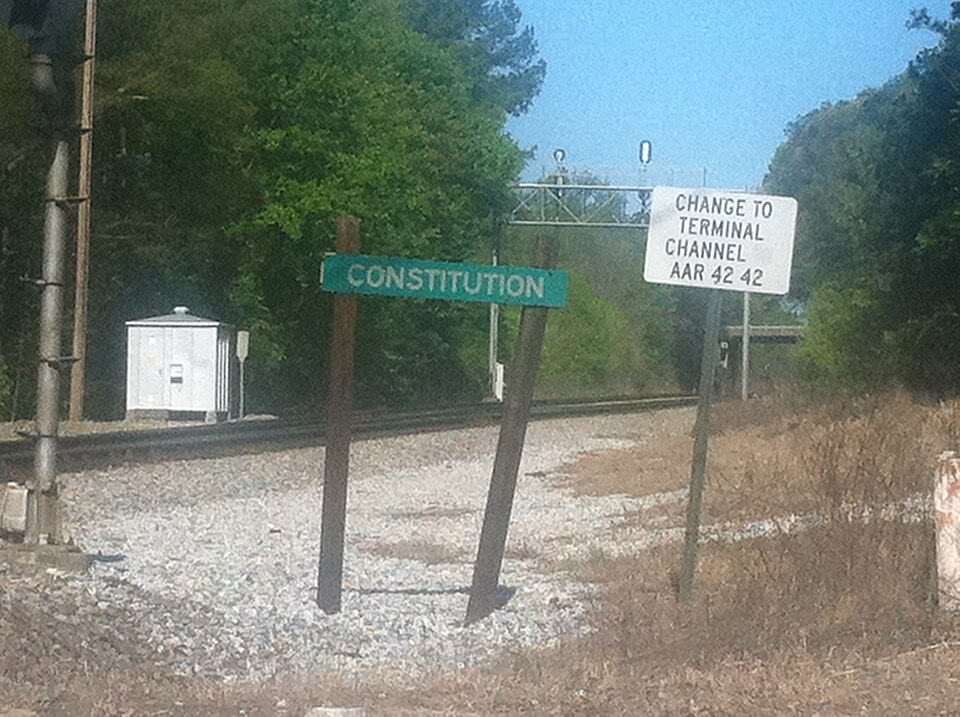 CONSTITUTION
CHANGE TO
TERMINAL
CHANNEL
AAR 42 42